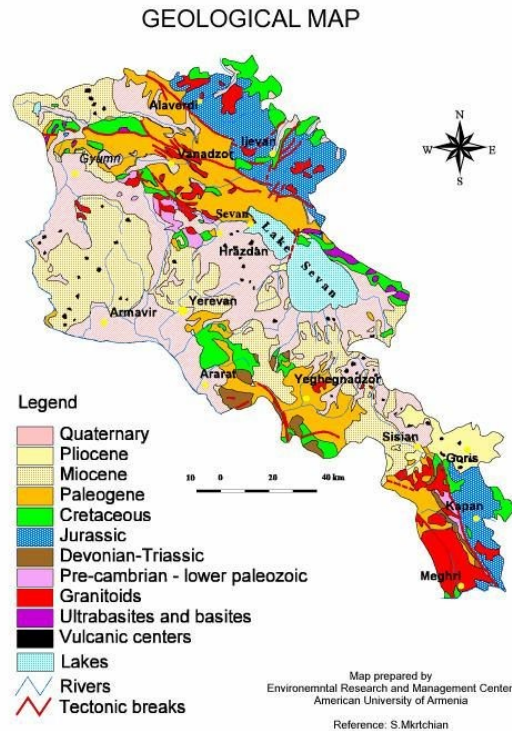 GEOLOGICAL MAP
Alaverdi
Ijevan
Gyumri
Vanadzor
N
W E
S
Sevan
Lake
Sevan
Hrazdan
Yerevan
Armavir
Ararat
Yeghegnadzor
Sisian
Goris
Kapan
Meghri
Legend
Quaternary
Pliocene
Miocene
Paleogene
Cretaceous
Jurassic
Devonian-Triassic
Pre-cambrian - lower paleozoic
Granitoids
Ultrabasites and basites
Vulcanic centers
Lakes
Rivers
Tectonic breaks
10 0 20 40 km
Map prepared by
Environemntal Research and Management Center
American University of Armenia
Reference: S.Mkrtchian